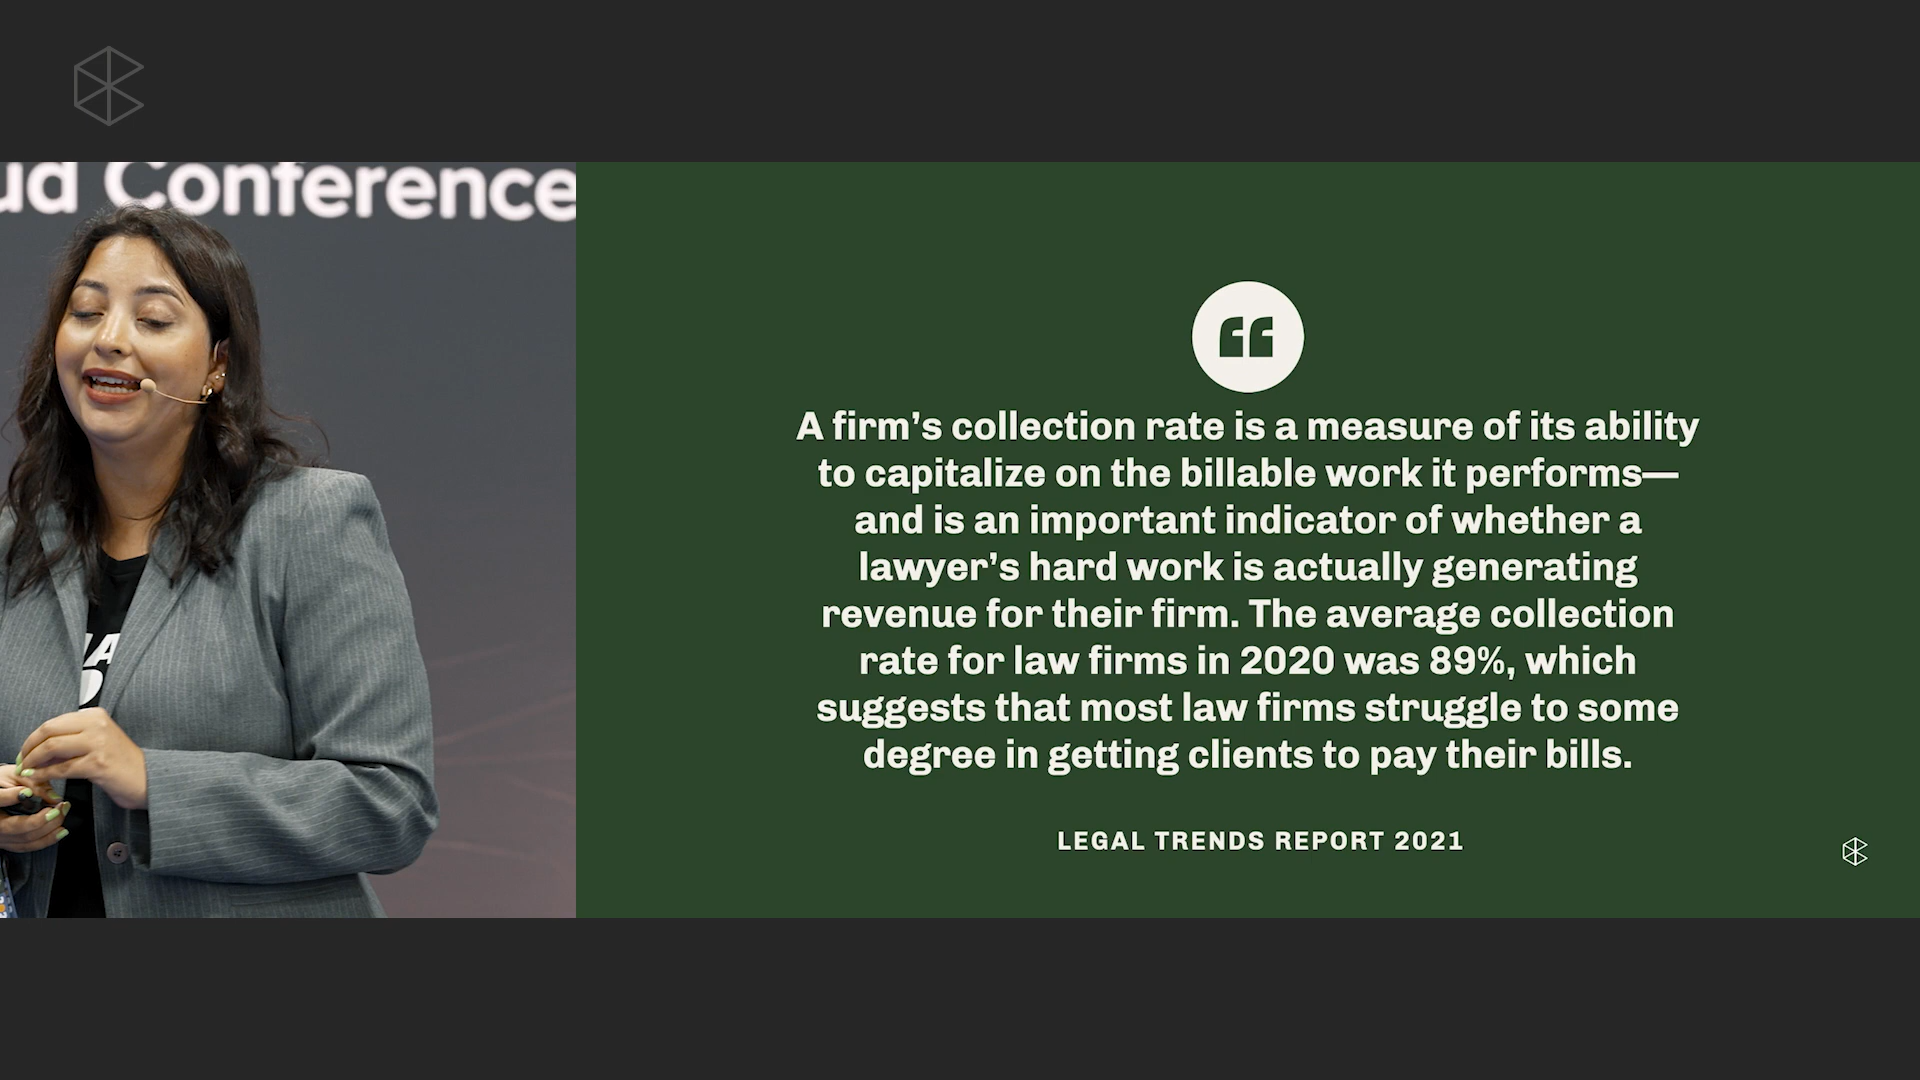 ud Conference
A firm’s collection rate is a measure of its ability
to capitalize on the billable work it performs—
and is an important indicator of whether a
lawyer’s hard work is actually generating
revenue for their firm. The average collection
rate for law firms in 2020 was 89%, which
suggests that most law firms struggle to some
degree in getting clients to pay their bills.
LEGAL TRENDS REPORT 2021